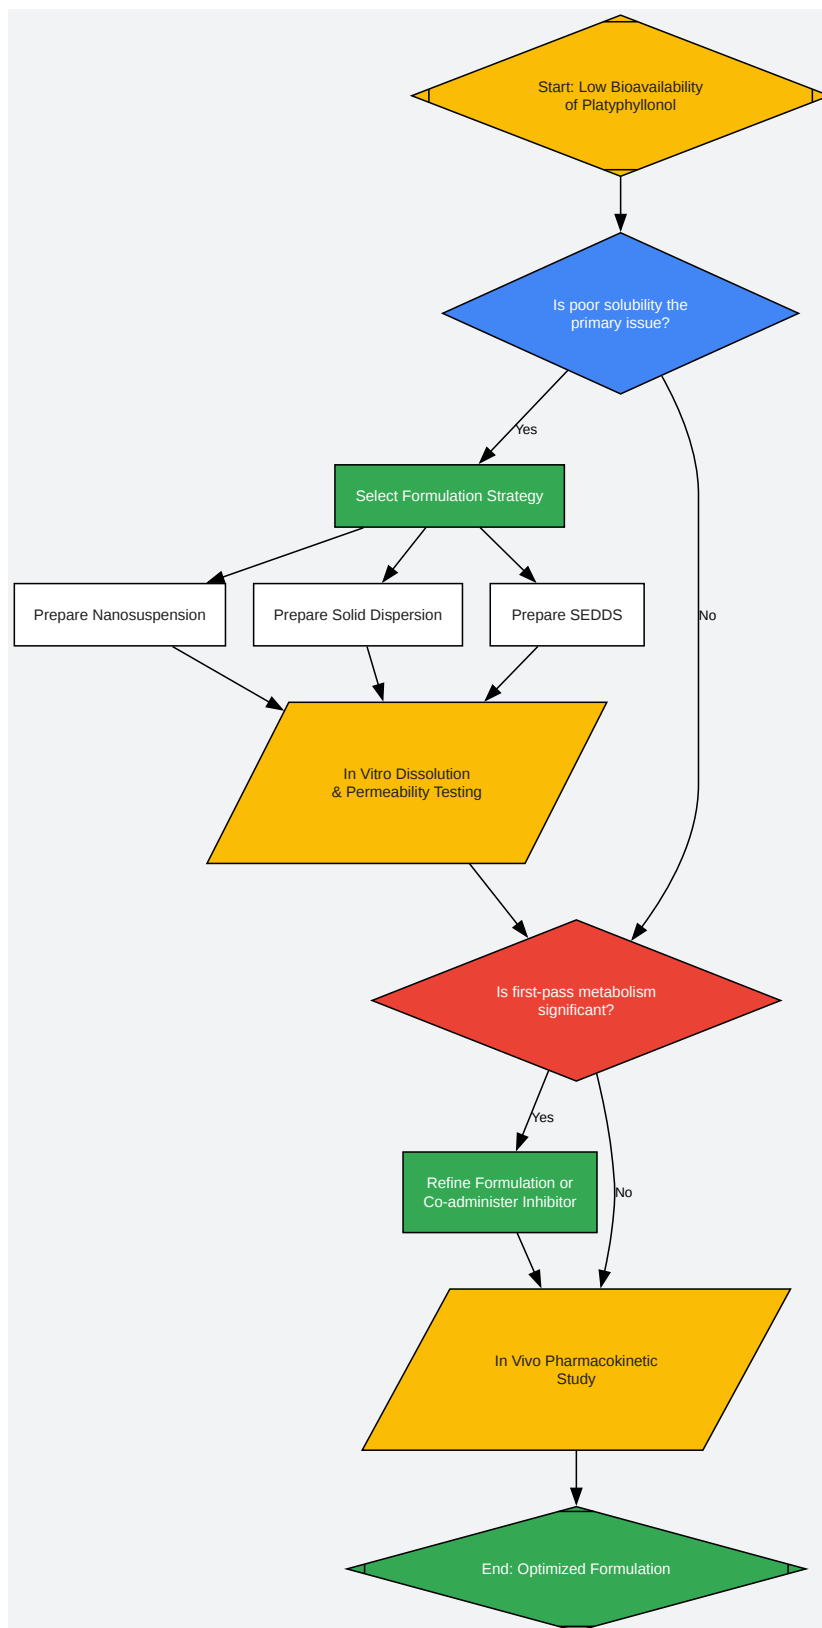 Start: Low Bioavailability
of Platyphyllonol
Is poor solubility the
primary issue?
Yes
Select Formulation Strategy
Prepare Nanosuspension
Prepare Solid Dispersion
Prepare SEDDS
No
In Vitro Dissolution
& Permeability Testing
Is first-pass metabolism
significant?
Yes
Refine Formulation or
Co-administer Inhibitor
No
In Vivo Pharmacokinetic
Study
End: Optimized Formulation